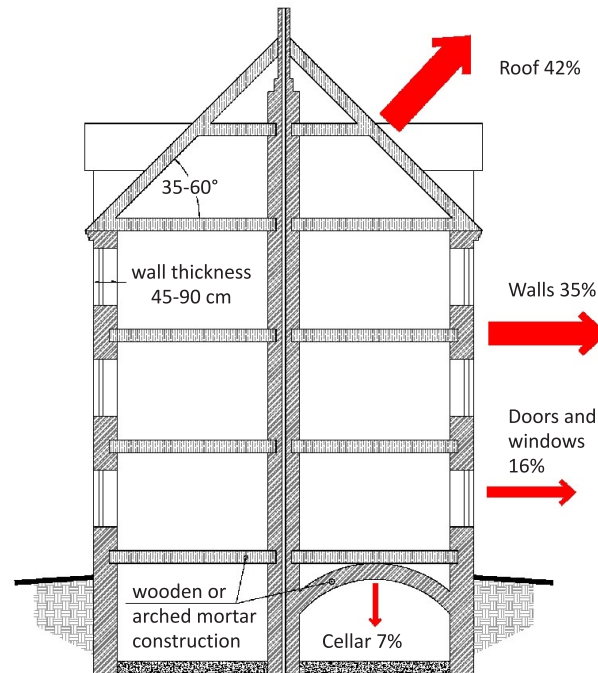 Roof 42%
35-60°
wall thickness
45-90 cm
Walls 35%
Doors and
windows
16%
wooden or
arched mortar
construction
Cellar 7%